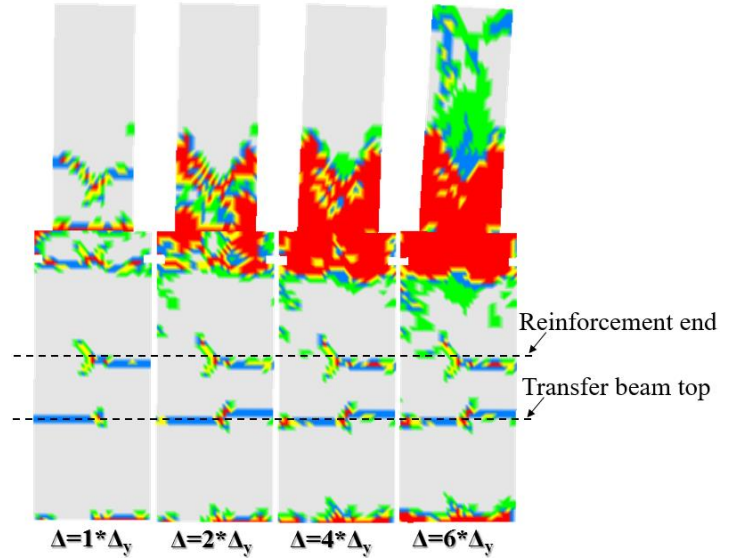 Reinforcement end
Transfer beam top
Δ=1*Δy
Δ=2*Δy
Δ=4*Δy
Δ=6*Δy